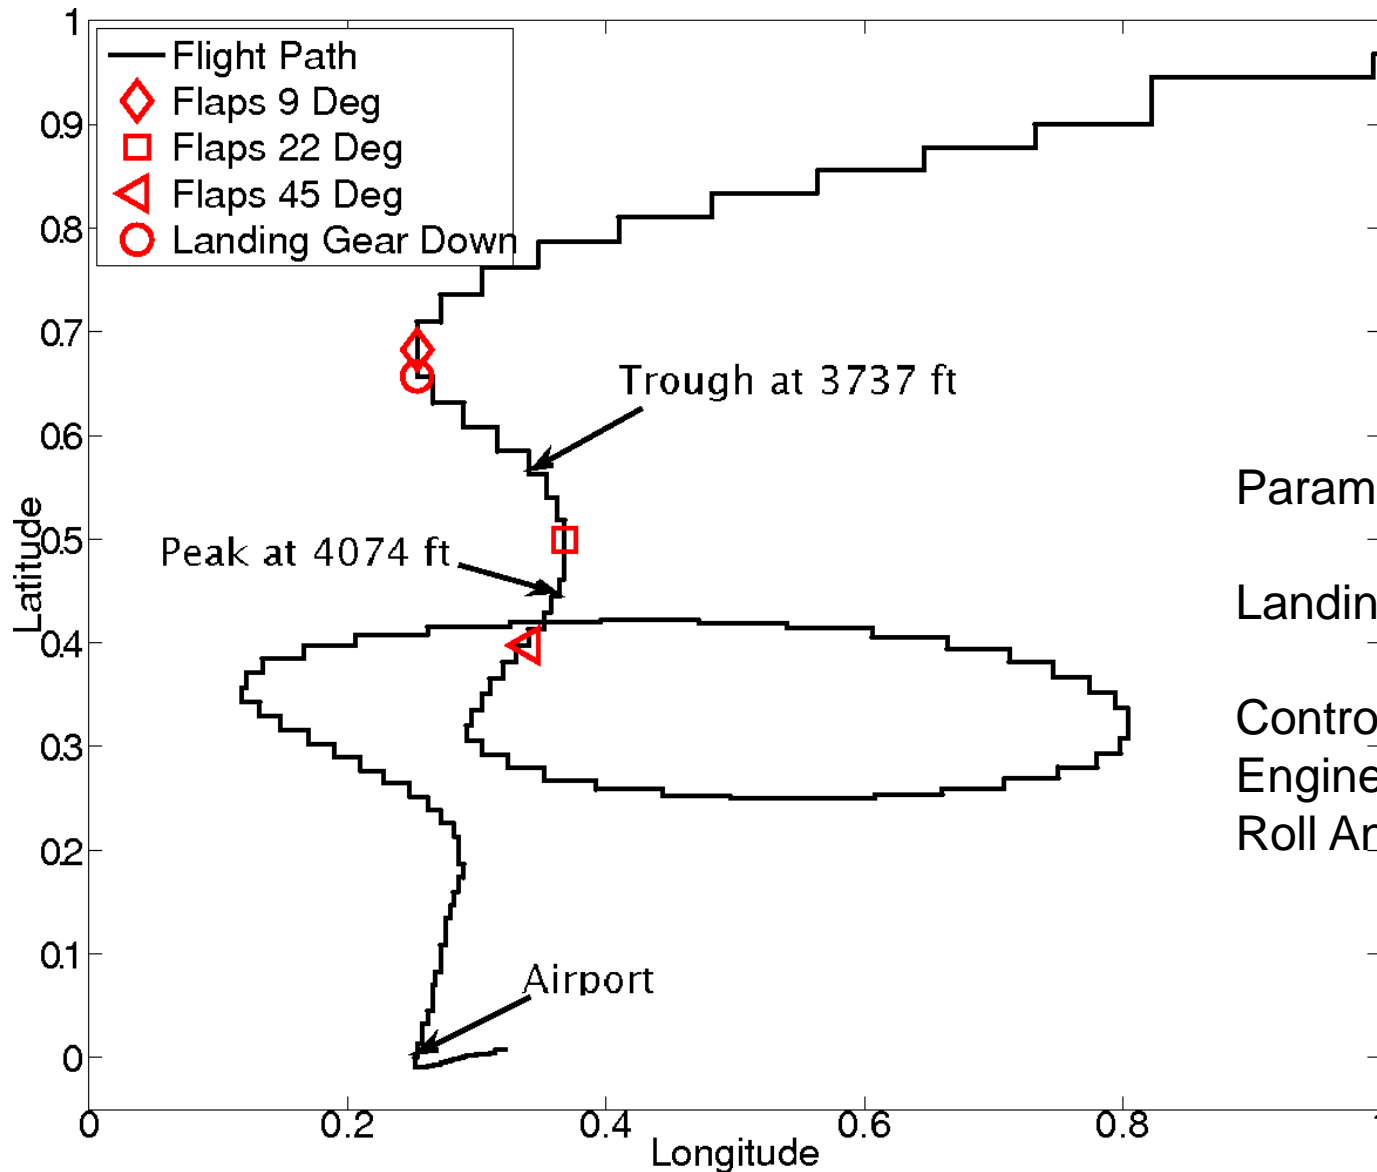 1
Flight Path
Flaps 9 Deg
Flaps 22 Deg
Flaps 45 Deg
Landing Gear Down
0.9
0.8
0.7
0.6
0.5
0.4
0.3
0.2
0.1
0
Latitude
Trough at 3737 ft
Peak at 4074 ft
Airport
Param
Landin
Contro
Engine
Roll
0 0.2 0.4 0.6 0.8 1
Longitude